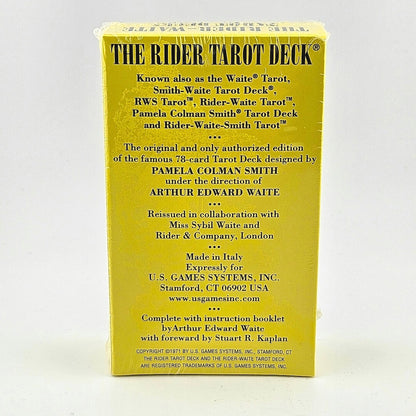 THE RIDER-WAITE
TAROT DECK
THE RIDER TAROT DECK®
Known also as the Waite® Tarot,
Smith-Waite Tarot Deck®,
RWS Tarot™, Rider-Waite Tarot™,
Pamela Colman Smith® Tarot Deck
and Rider-Waite-Smith Tarot™
•••
The original and only authorized edition
of the famous 78-card Tarot Deck designed by
PAMELA COLMAN SMITH
under the direction of
ARTHUR EDWARD WAITE
•••
Reissued in collaboration with
Miss Sybil Waite and
Rider & Company, London
•••
Made in Italy
Expressly for
U.S. GAMES SYSTEMS, INC.
Stamford, CT 06902 USA
www.usgamesinc.com
•••
Complete with instruction booklet
byArthur Edward Waite
with foreword by Stuart R. Kaplan
COPYRIGHT ©1971 BY U.S. GAMES SYSTEMS, INC., STAMFORD, CT
THE RIDER TAROT DECK AND THE RIDER-WAITE TAROT DECK
ARE REGISTERED TRADEMARKS OF U.S. GAMES SYSTEMS, INC.